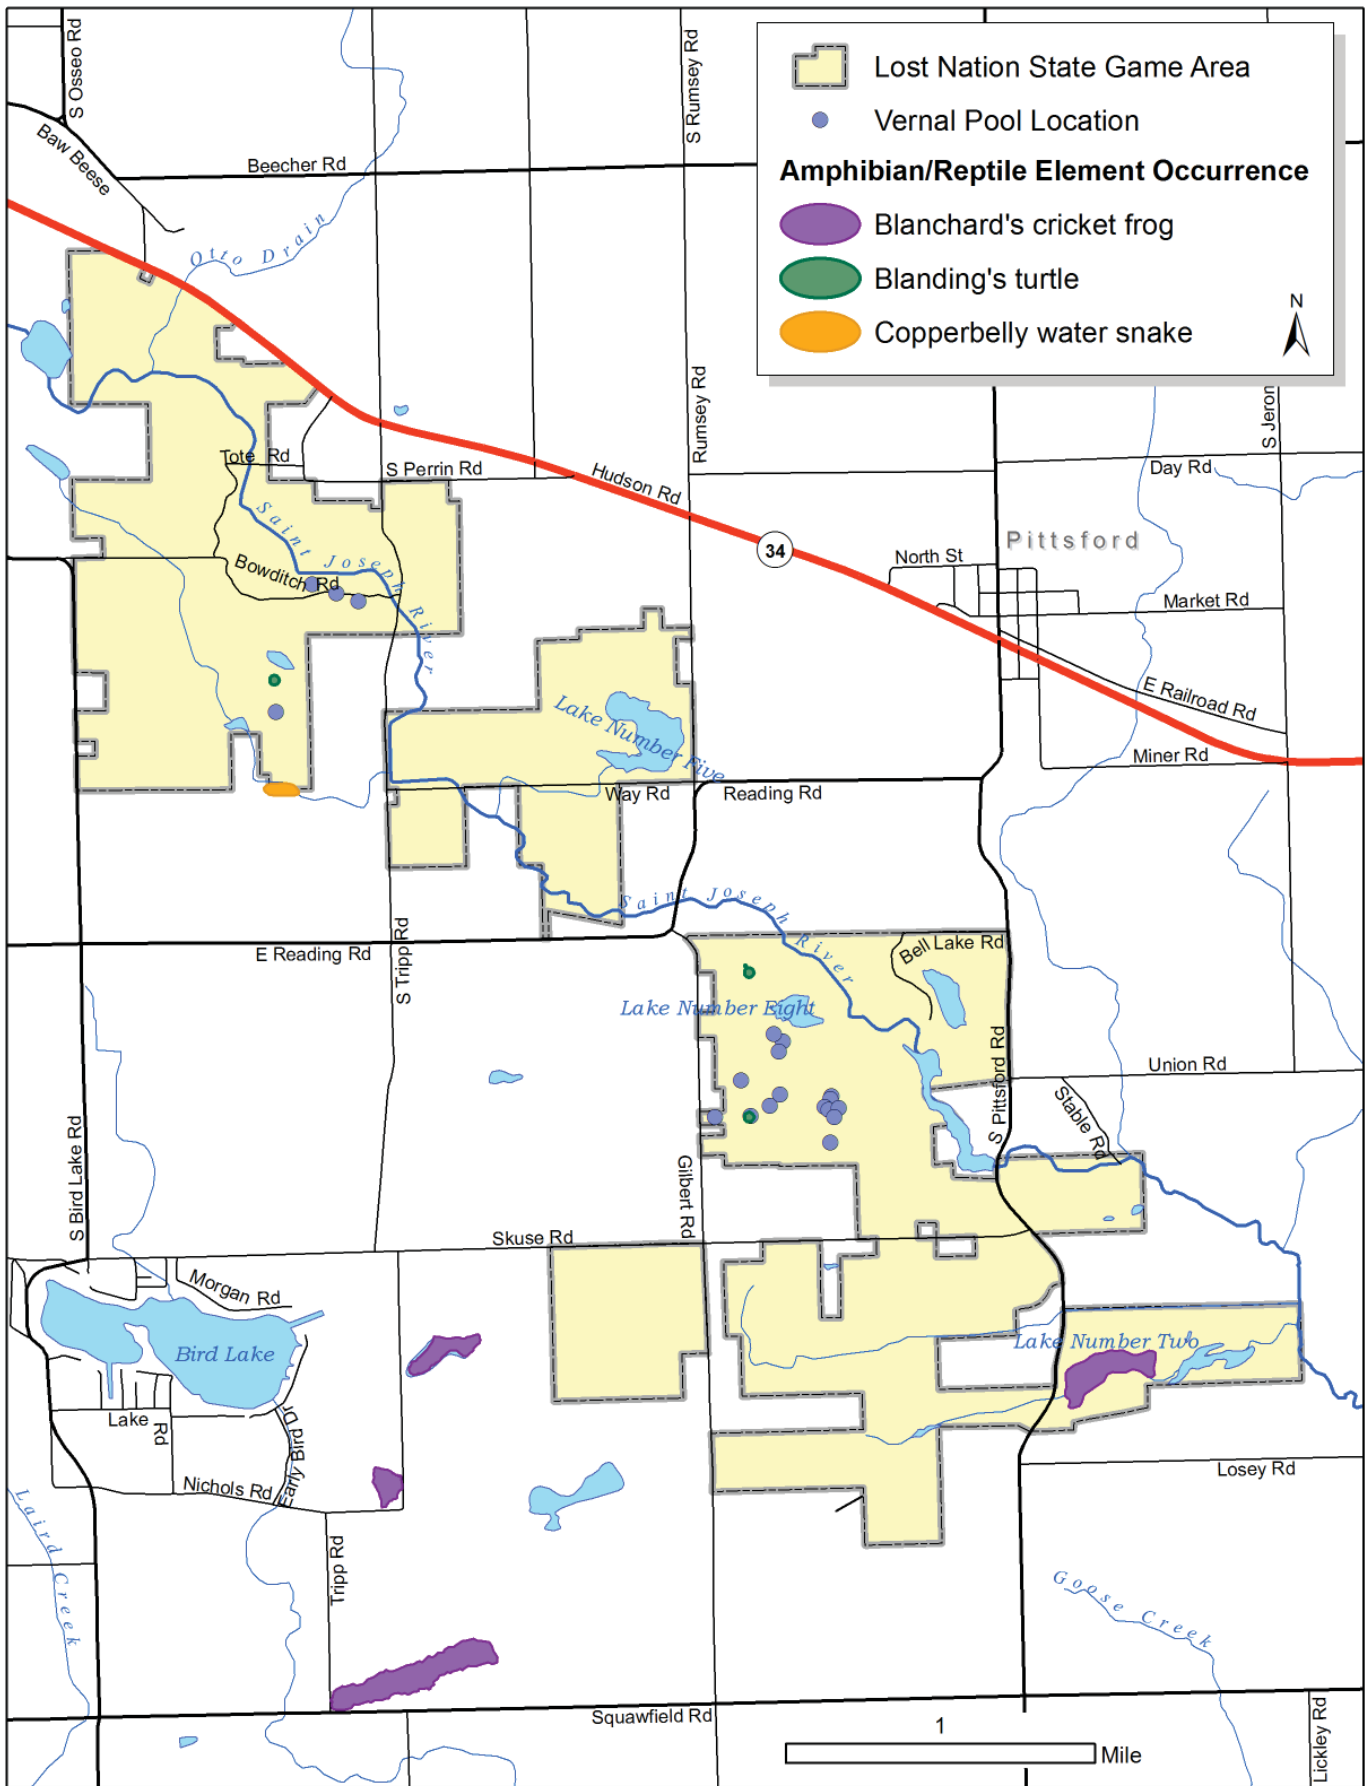 Lost Nation State Game Area
Vernal Pool Location
Amphibian/Reptile Element Occurrence
Blanchard's cricket frog
Blanding's turtle
Copperbelly water snake
N
S Osseo Rd
Baw Beese
Beecher Rd
S Rumsey Rd
Otto Drain
Rumsey Rd
S Jeron
Tote Rd
S Perrin Rd
Hudson Rd
Day Rd
34
Pittsford
North St
Market Rd
Saint Joseph River
Bowditch Rd
E Railroad Rd
Miner Rd
Lake Number Five
Way Rd
Reading Rd
Saint Joseph River
E Reading Rd
S Tripp Rd
Bell Lake Rd
Lake Number Eight
S Pittsford Rd
Union Rd
Stable Rd
S Bird Lake Rd
Gilbert Rd
Skuse Rd
Morgan Rd
Bird Lake
Lake Number Two
Lake Rd
Early Bird Dr
Nichols Rd
Losey Rd
Laird Creek
Tripp Rd
Goose Creek
Squawfield Rd
Lickley Rd
1
Mile